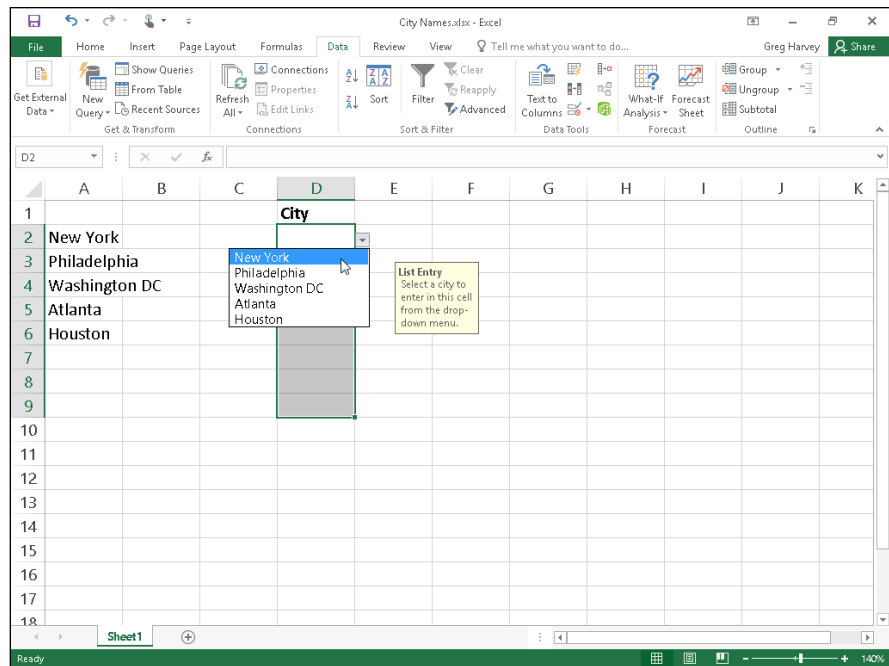 City Names.xlsx - Excel
File Home Insert Page Layout Formulas Data Review View Tell me what you want to do... Greg Harvey Share
Get External Data
New Query
Show Queries
From Table
Recent Sources
Get & Transform
Refresh All
Connections
Properties
Edit Links
Connections
Sort
Filter
Clear
Reapply
Advanced
Sort & Filter
Text to Columns
Data Tools
What-If Analysis
Forecast Sheet
Forecast
Group
Ungroup
Subtotal
Outline
D2 fx
A B C D E F G H I J K
1 City
2 New York
3 Philadelphia
4 Washington DC
5 Atlanta
6 Houston
7
8
9
10
11
12
13
14
15
16
17
18
New York
Philadelphia
Washington DC
Atlanta
Houston
List Entry
Select a city to
enter in this cell
from the drop-
down menu.
Sheet1
Ready 140%